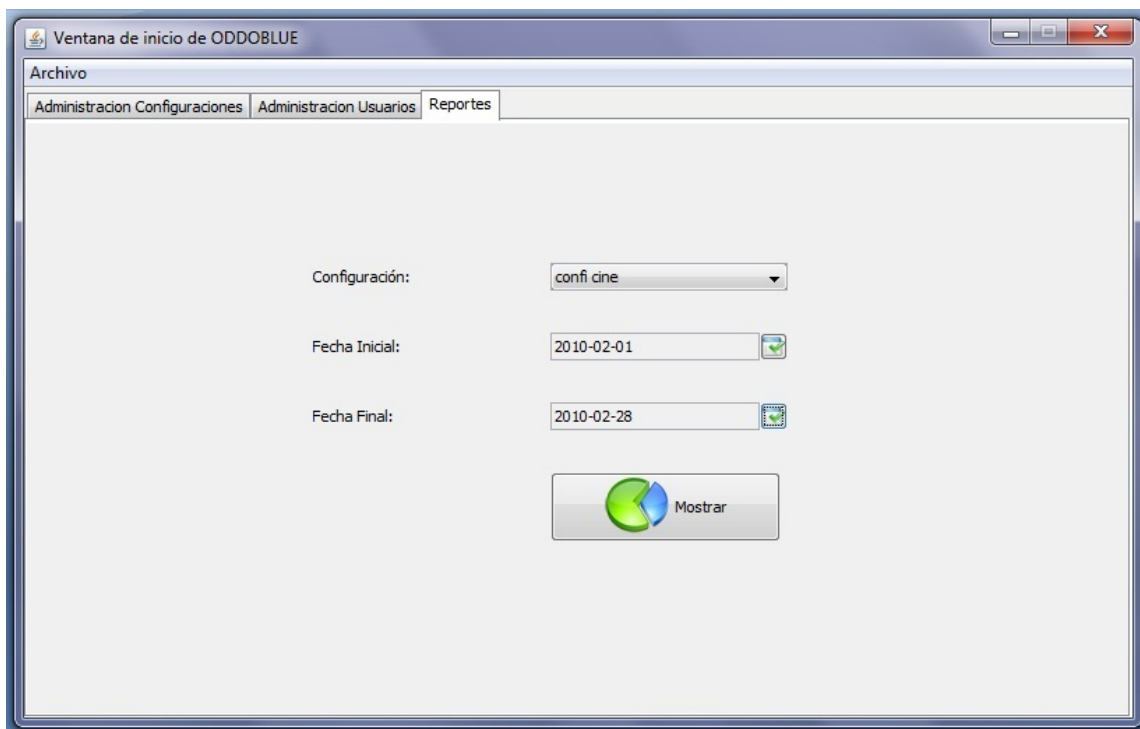 Ventana de inicio de ODDOBLUE
Archivo
Administracion Configuraciones Administracion Usuarios Reportes
Configuración: confi cine
Fecha Inicial: 2010-02-01
Fecha Final: 2010-02-28
Mostrar